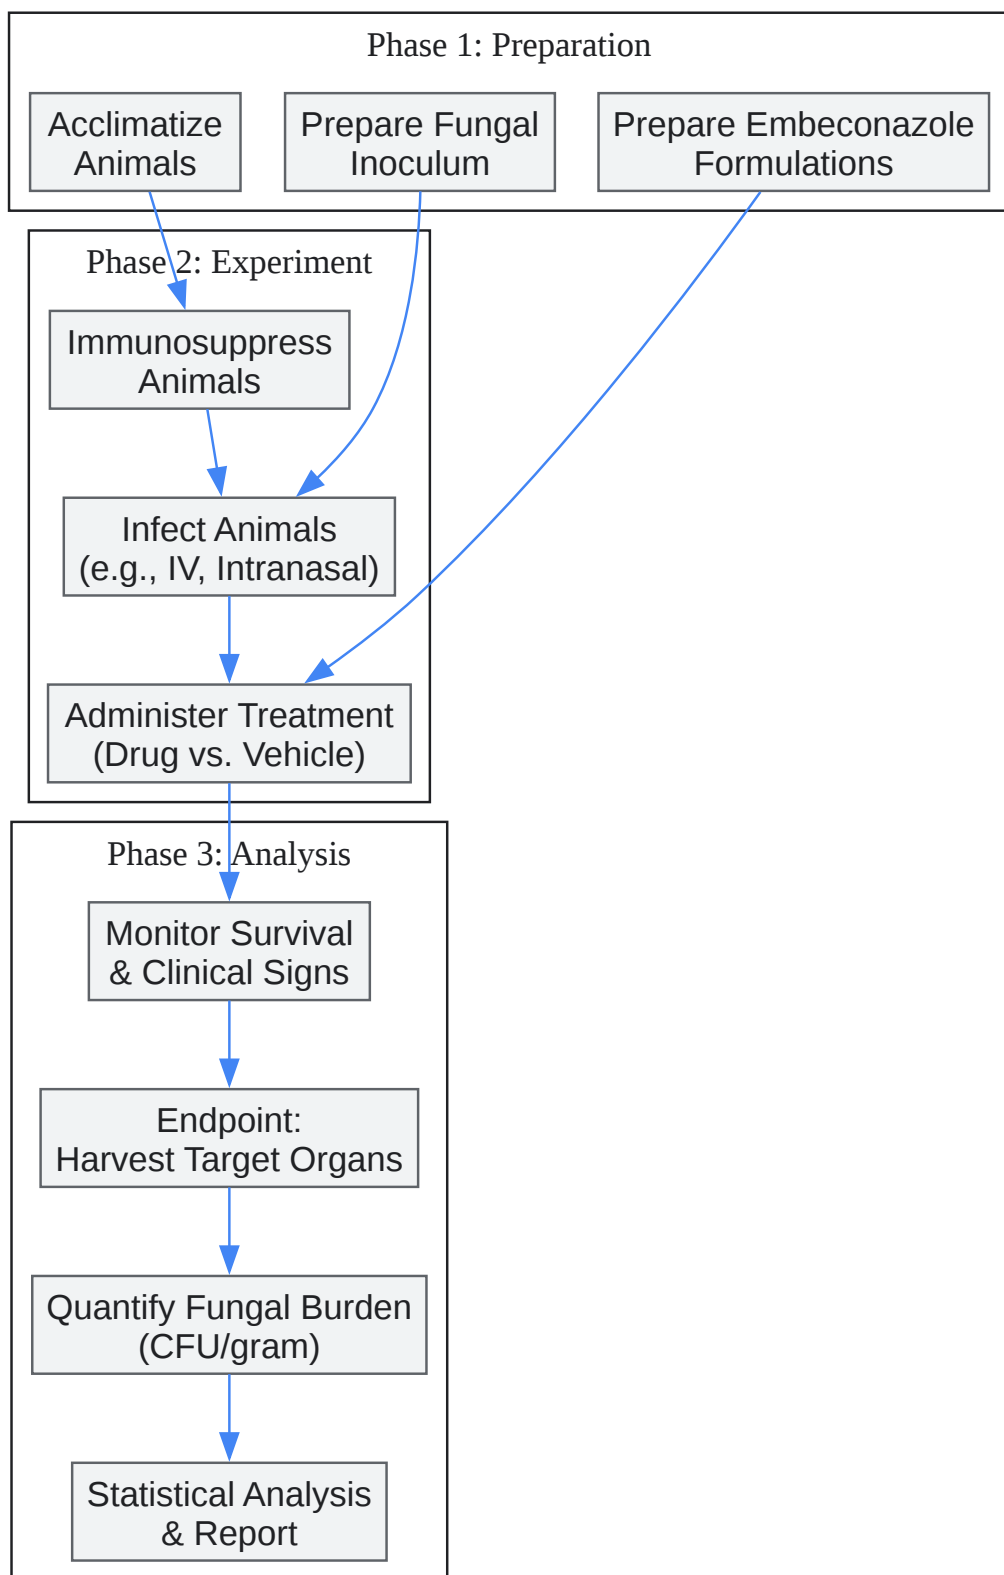 Phase 1: Preparation
Acclimatize
Animals
Prepare Fungal
Inoculum
Prepare Embeconazole
Formulations
Phase 2: Experiment
Immunosuppress
Animals
Infect Animals
(e.g., IV, Intranasal)
Administer Treatment
(Drug vs. Vehicle)
Phase 3: Analysis
Monitor Survival
& Clinical Signs
Endpoint:
Harvest Target Organs
Quantify Fungal Burden
(CFU/gram)
Statistical Analysis
& Report